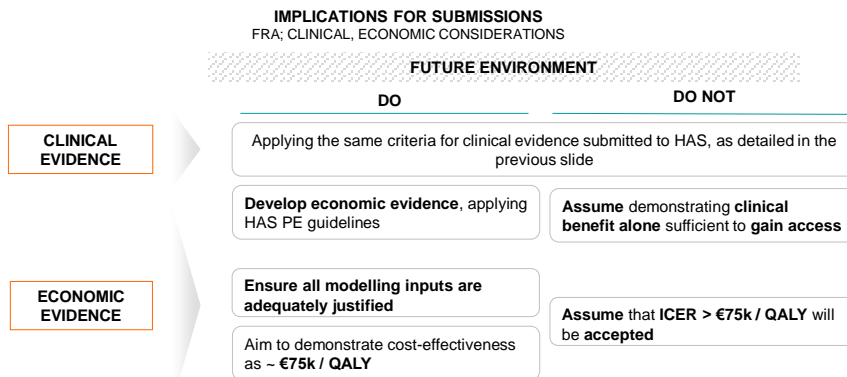 IMPLICATIONS FOR SUBMISSIONS
FRA; CLINICAL, ECONOMIC CONSIDERATIONS
FUTURE ENVIRONMENT
DO
DO NOT
CLINICAL
EVIDENCE
Applying the same criteria for clinical evidence submitted to HAS, as detailed in the
previous slide
Develop economic evidence, applying
HAS PE guidelines
Assume demonstrating clinical
benefit alone sufficient to gain access
ECONOMIC
EVIDENCE
Ensure all modelling inputs are
adequately justified
Aim to demonstrate cost-effectiveness
as ~ €75k / QALY
Assume that ICER > €75k / QALY will
be accepted